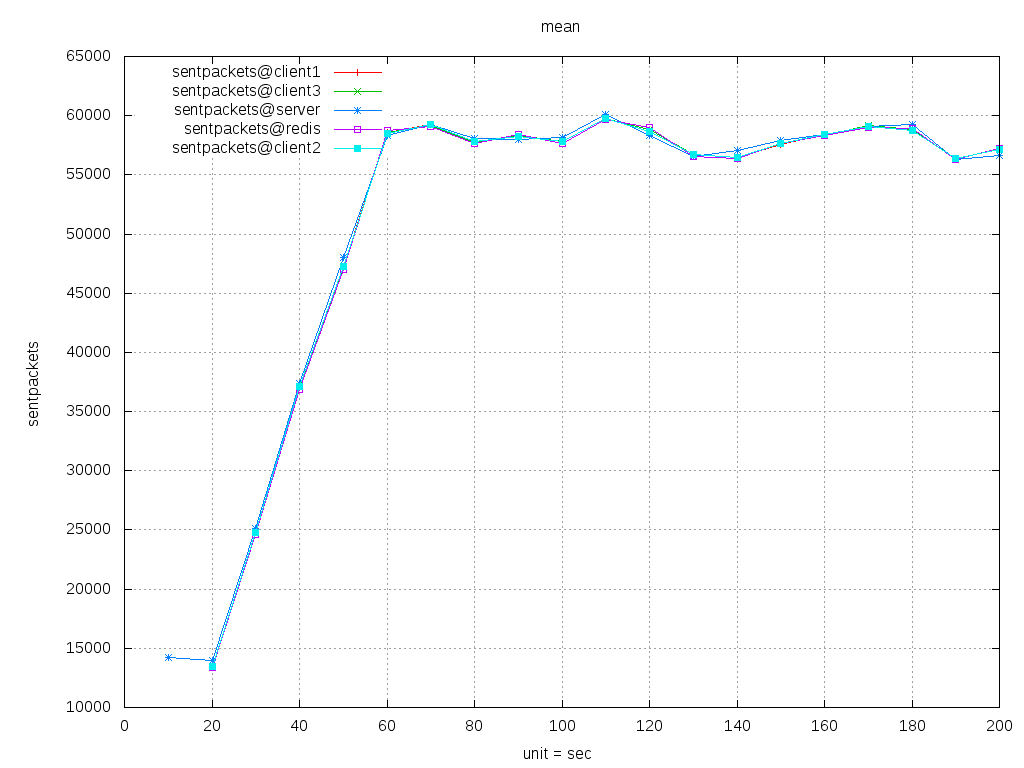 mean
65000
60000
55000
50000
45000
40000
35000
30000
25000
20000
15000
10000
sentpackets
sentpackets@client1
sentpackets@client3
sentpackets@server
sentpackets@redis
sentpackets@client2
0 20 40 60 80 100 120 140 160 180 200
unit = sec